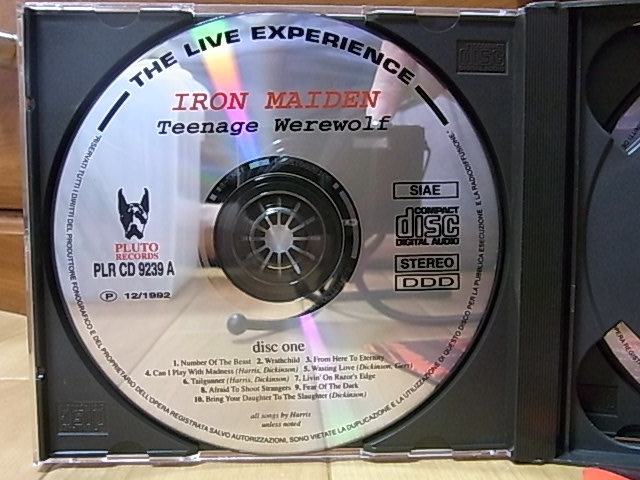 THE LIVE EXPERIENCE
IRON MAIDEN
Teenage Werewolf
SIAE
COMPACT
disc
DIGITAL AUDIO
STEREO
DDD
PLUTO
RECORDS
PLR CD 9239 A
P 12/1992
disc one
1. Number Of The Beast 2. Wrathchild 3. From Here To Eternity
4. Can I Play With Madness (Harris, Dickinson) 5. Wasting Love (Dickinson, Gers)
6. Tailgunner (Harris, Dickinson) 7. Livin' On Razor's Edge
8. Afraid To Shoot Strangers 9. Fear Of The Dark
10. Bring Your Daughter To The Slaughter (Dickinson)
all songs by Harris
unless noted
RISERVATI TUTTI I DIRITTI DEL PRODUTTORE FONOGRAFICO E DEL PROPRIETARIO DELL'OPERA REGISTRATA SALVO AUTORIZZAZIONI, SONO VIETATE LA DUPLICAZIONE E LA UTILIZZAZIONE DI QUESTO DISCO PER LA PUBBLICA ESECUZIONE E LA RADIODIFFUSIONE.
disc